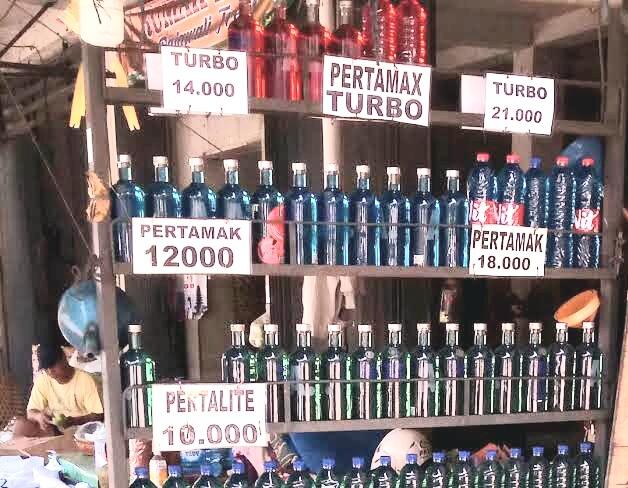 TURBO
14.000
PERTAMAX
TURBO
TURBO
21.000
PERTAMAK
12000
PERTAMAK
18.000
PERTALITE
10.000